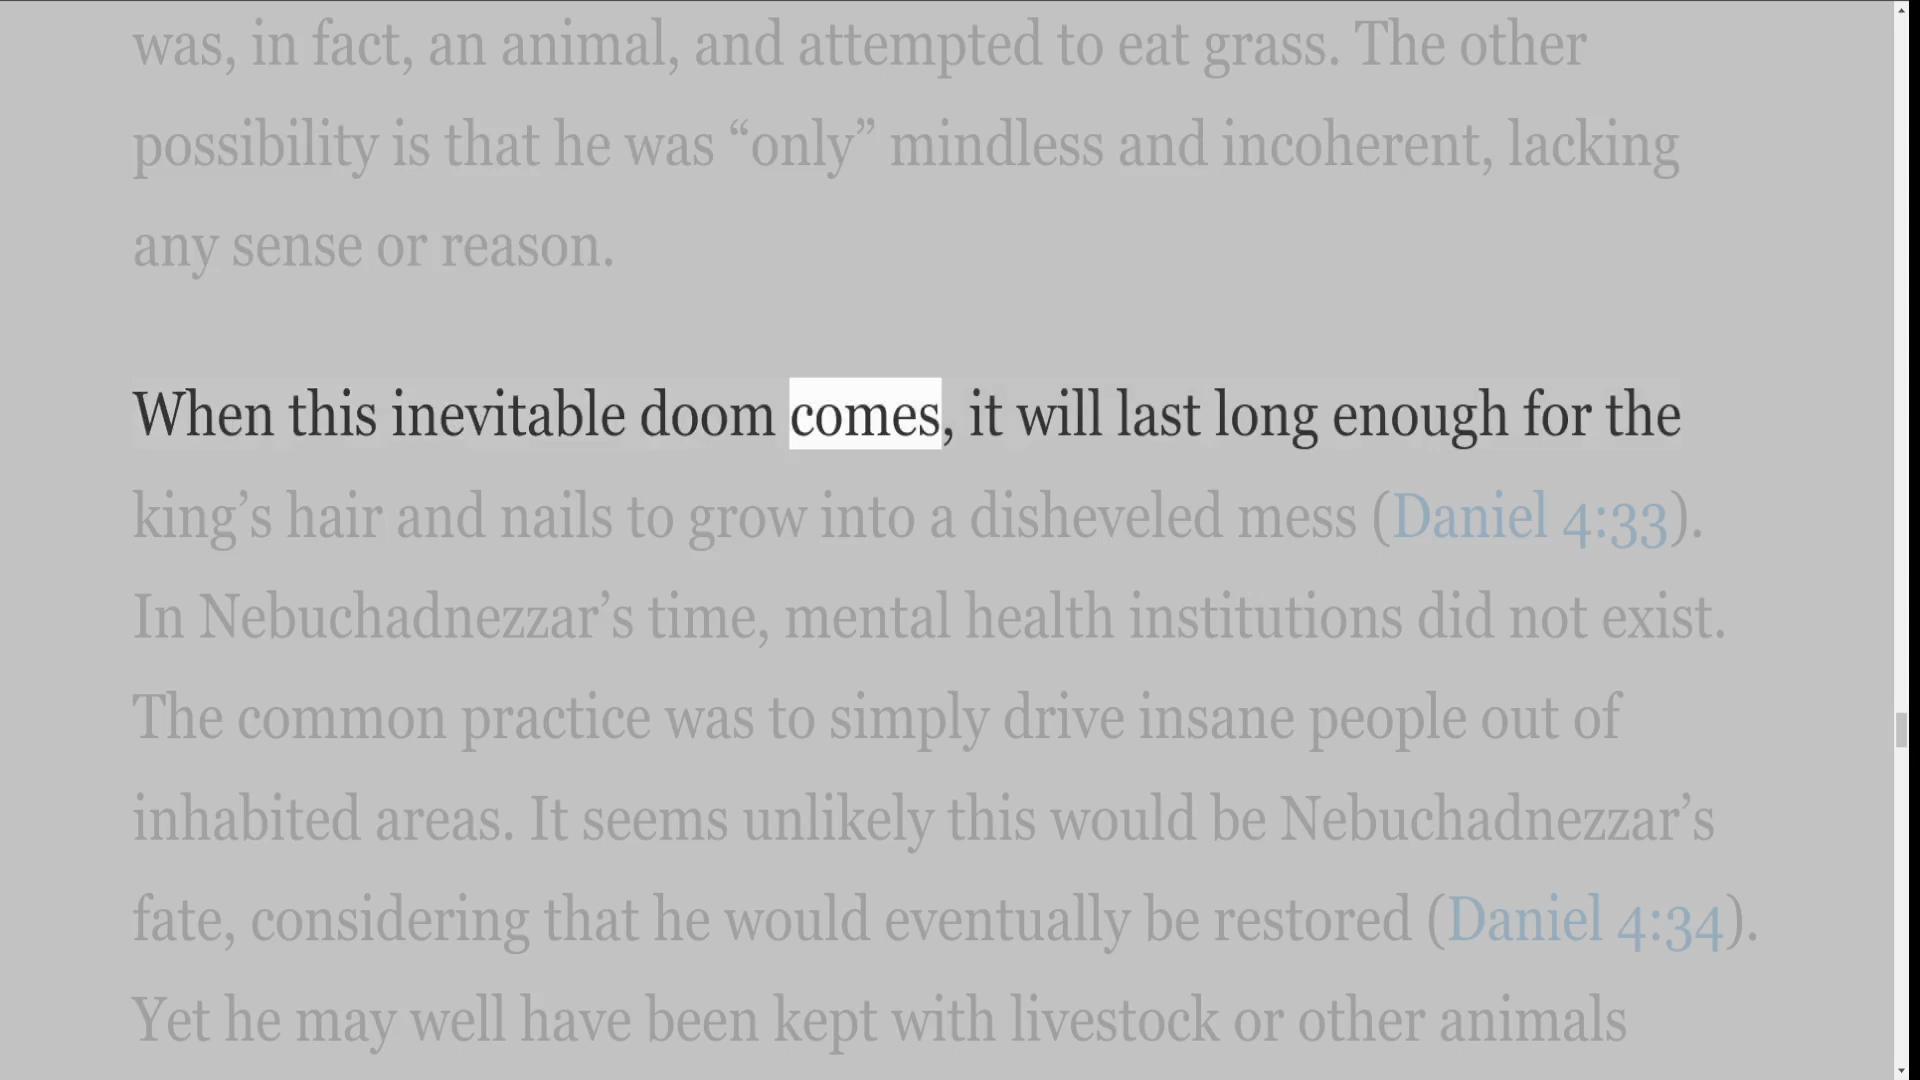 was, in fact, an animal, and attempted to eat grass. The other
possibility is that he was “only” mindless and incoherent, lacking
any sense or reason.
When this inevitable doom comes, it will last long enough for the
king’s hair and nails to grow into a disheveled mess (Daniel 4:33).
In Nebuchadnezzar’s time, mental health institutions did not exist.
The common practice was to simply drive insane people out of
inhabited areas. It seems unlikely this would be Nebuchadnezzar’s
fate, considering that he would eventually be restored (Daniel 4:34).
Yet he may well have been kept with livestock or other animals